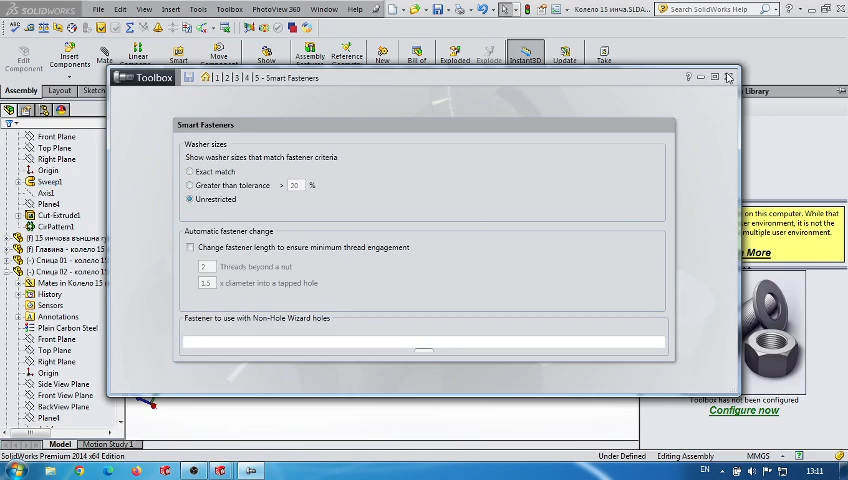 SOLIDWORKS File Edit View Insert Tools Toolbox PhotoView 360 Window Help Колело 15 инча.SLDA Search SolidWorks Help
Edit Component
Insert Components
Mate
Linear
Smart
Move Component
Show
Assembly Features
Reference
New
Bill of
Exploded
Explode
Instant3D
Update
Take
Assembly Layout Sketch
Library
Toolbox 1 2 3 4 5 - Smart Fasteners
Smart Fasteners
Washer sizes
Show washer sizes that match fastener criteria
Exact match
Greater than tolerance > 20 %
Unrestricted
Automatic fastener change
Change fastener length to ensure minimum thread engagement
2 Threads beyond a nut
1.5 x diameter into a tapped hole
Fastener to use with Non-Hole Wizard holes
Front Plane
Top Plane
Right Plane
Origin
Sweep1
Axis1
Plane4
Cut-Extrude1
CirPattern1
(f) 15 инчова външна
(f) Главина - колело 15
(-) Спица 01 - колело
(-) Спица 02 - колело
Mates in Колело 15
History
Sensors
Annotations
Plain Carbon Steel
Front Plane
Top Plane
Right Plane
Origin
Side View Plane
Front View Plane
BackView Plane
Plane4
on this computer. While that
user environment, it is not the
multiple user environment.
n More
Toolbox has not been configured
Configure now
Model Motion Study 1
SolidWorks Premium 2014 x64 Edition Under Defined Editing Assembly MMGS
EN 13:11